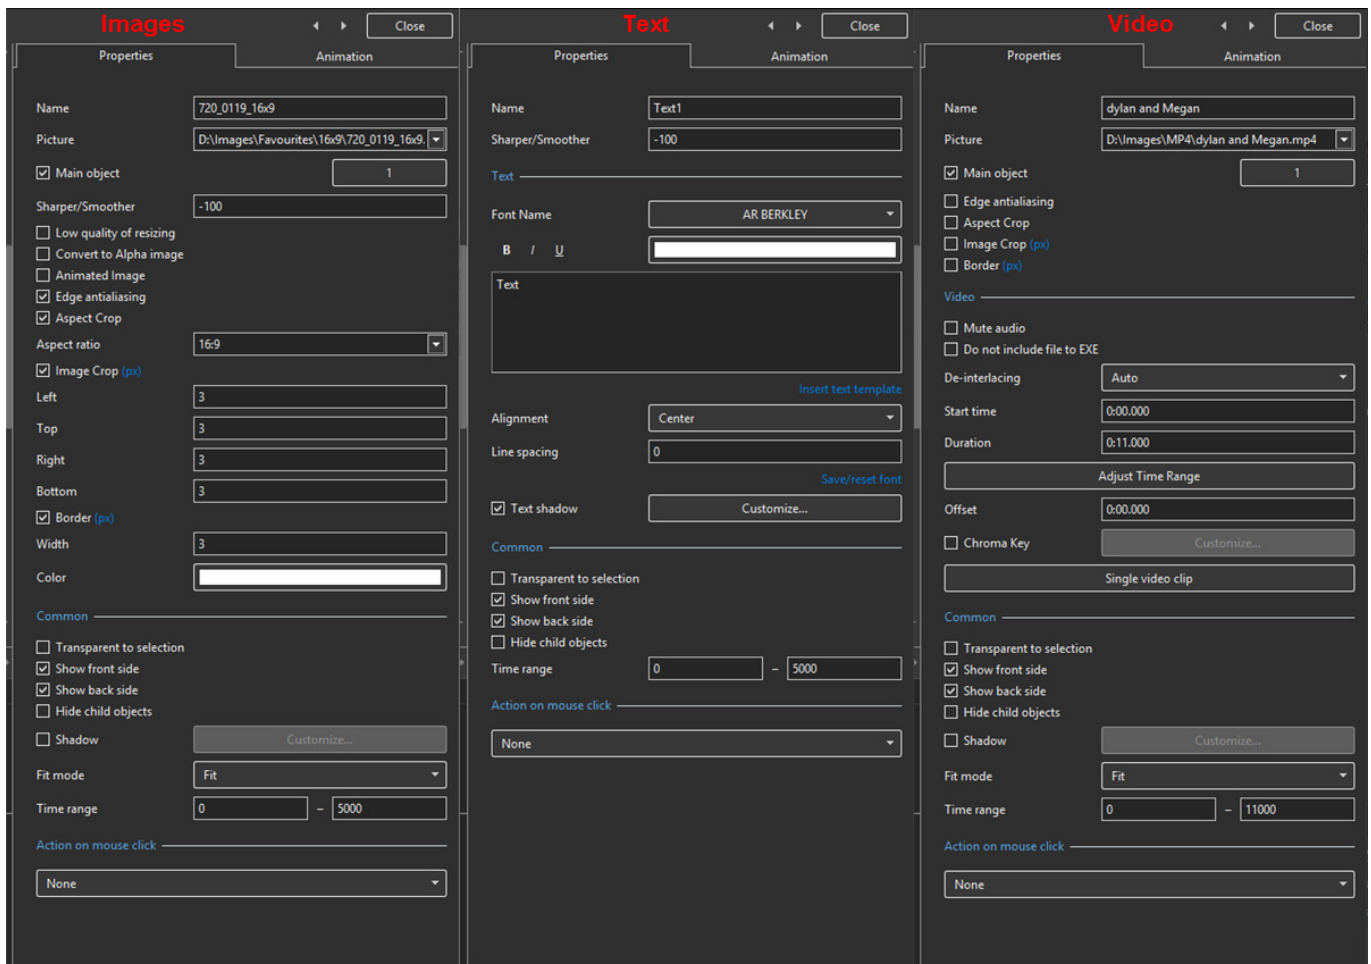 Images
Close
Properties
Animation
Name
720_0119_16x9
Picture
D:\Images\Favourites\16x9\720_0119_16x9.
Main object
1
Sharper/Smoother
-100
Low quality of resizing
Convert to Alpha image
Animated Image
Edge antialiasing
Aspect Crop
Aspect ratio
16:9
Image Crop (px)
Left
3
Top
3
Right
3
Bottom
3
Border (px)
Width
3
Color
Common
Transparent to selection
Show front side
Show back side
Hide child objects
Shadow
Customize...
Fit mode
Fit
Time range
0
–
5000
Action on mouse click
None
Text
Close
Properties
Animation
Name
Text1
Sharper/Smoother
-100
Text
Font Name
AR BERKLEY
B I U
Text
Insert text template
Alignment
Center
Line spacing
0
Save/reset font
Text shadow
Customize...
Common
Transparent to selection
Show front side
Show back side
Hide child objects
Time range
0
–
5000
Action on mouse click
None
Video
Close
Properties
Animation
Name
dylan and Megan
Picture
D:\Images\MP4\dylan and Megan.mp4
Main object
1
Edge antialiasing
Aspect Crop
Image Crop (px)
Border (px)
Video
Mute audio
Do not include file to EXE
De-interlacing
Auto
Start time
0:00.000
Duration
0:11.000
Adjust Time Range
Offset
0:00.000
Chroma Key
Customize...
Single video clip
Common
Transparent to selection
Show front side
Show back side
Hide child objects
Shadow
Customize...
Fit mode
Fit
Time range
0
–
11000
Action on mouse click
None